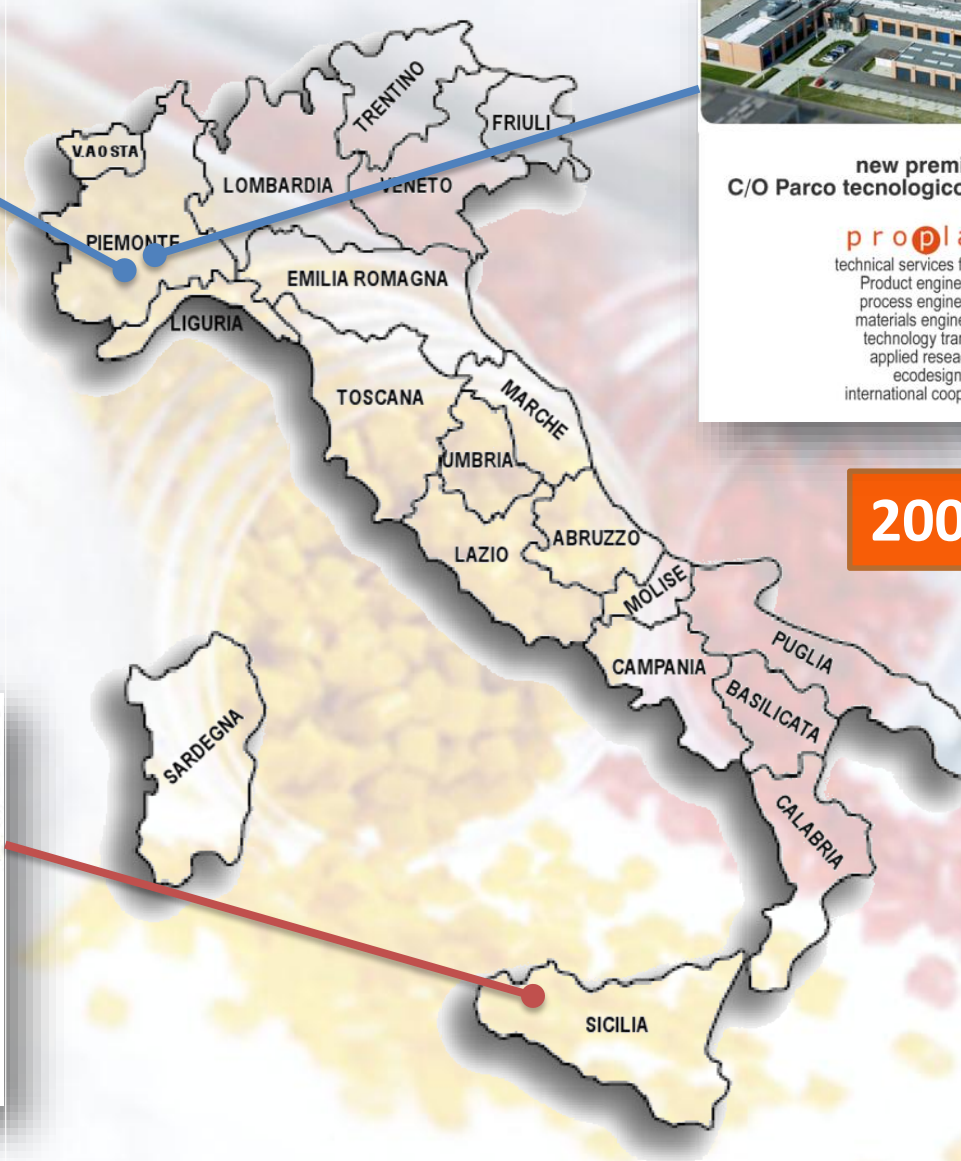 TRENTINO
FRIULI
V.AOSTA
LOMBARDIA
VENETO
PIEMONTE
EMILIA ROMAGNA
LIGURIA
TOSCANA
MARCHE
UMBRIA
LAZIO
ABRUZZO
MOLISE
CAMPANIA
PUGLIA
BASILICATA
SARDEGNA
CALABRIA
SICILIA
new premi
C/O Parco tecnologico
propla
technical services f
Product engine
process engine
materials engine
technology tran
applied resea
ecodesign
international coop
200